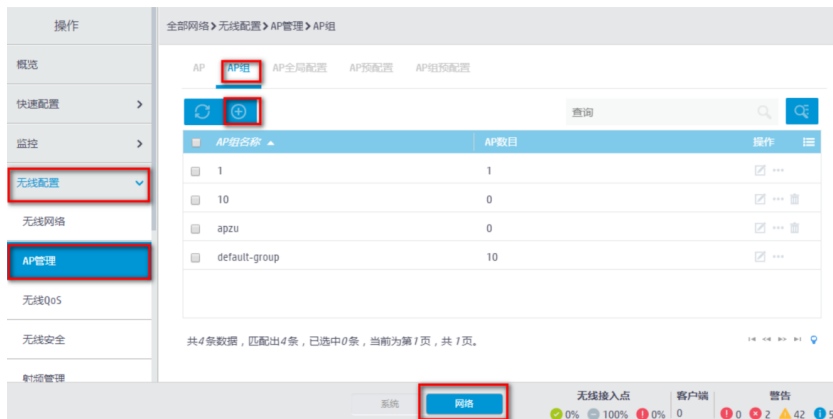 操作
全部网络>无线配置>AP管理>AP组
概览
AP AP组 AP全局配置 AP预配置 AP组预配置
快速配置
查询
监控
AP组名称 AP数目 操作
1 1
无线配置
10 0
无线网络
apzu 0
AP管理
default-group 10
无线QoS
无线安全
共4条数据，匹配出4条，已选中0条，当前为第1页，共1页。
射频管理
系统 网络
无线接入点 客户端 警告
0% 100% 0% 0 0 2 42 5